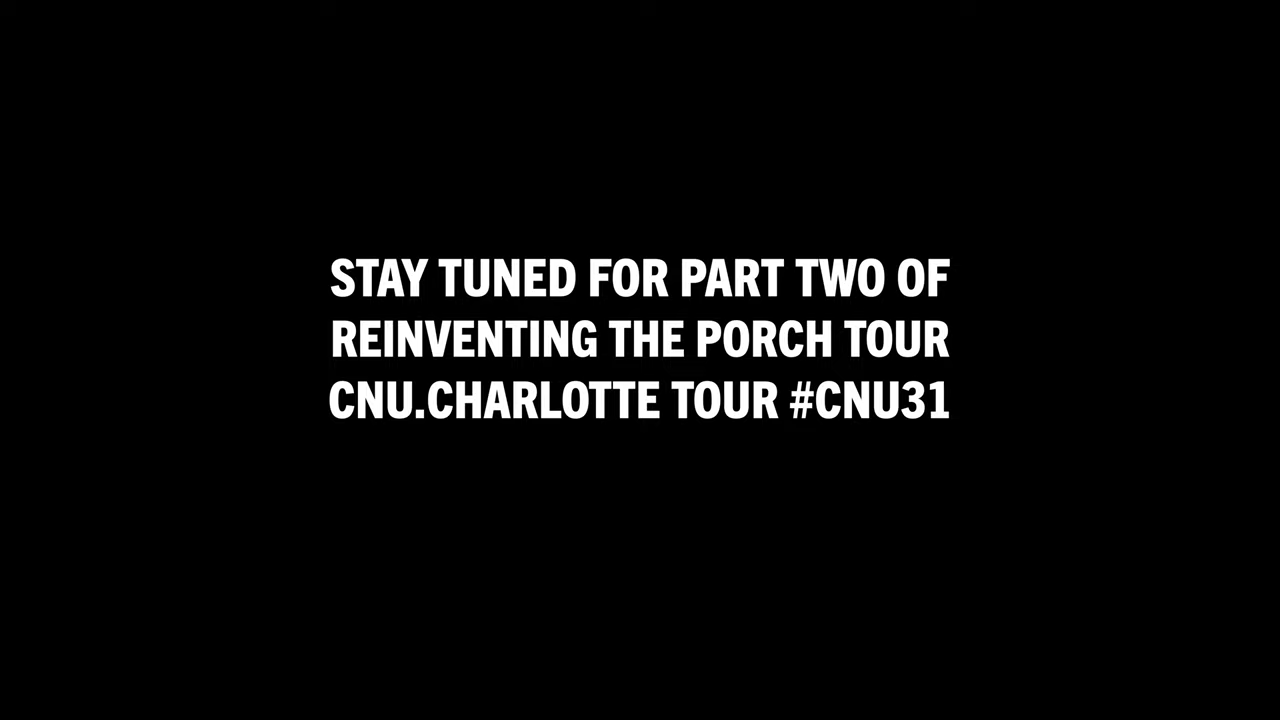 STAY TUNED FOR PART TWO OF
REINVENTING THE PORCH TOUR
CNU.CHARLOTTE TOUR #CNU31